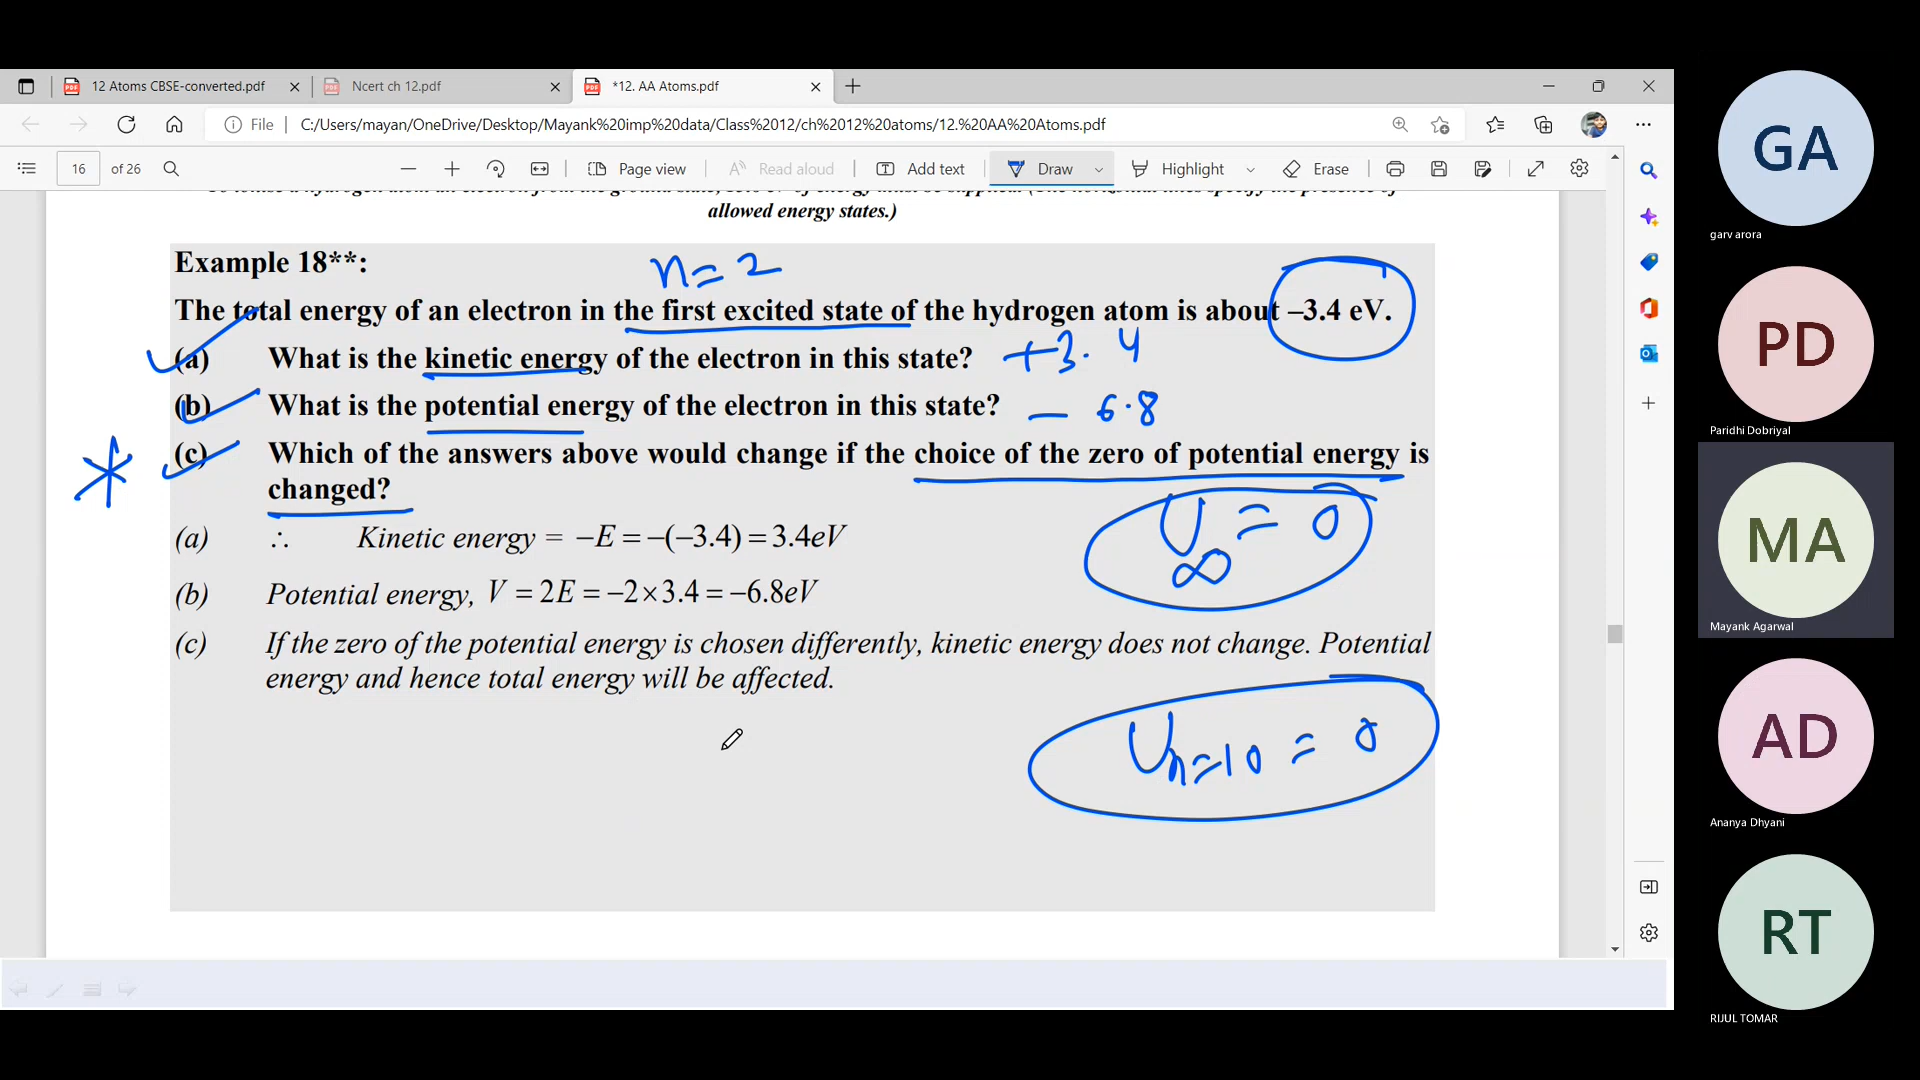 12 Atoms CBSE-converted.pdf
Ncert ch 12.pdf
*12. AA Atoms.pdf
File
C:/Users/mayan/OneDrive/Desktop/Mayank%20imp%20data/Class%2012/ch%2012%20atoms/12.%20AA%20Atoms.pdf
16 of 26
Page view
Read aloud
Add text
Draw
Highlight
Erase
allowed energy states.)
Example 18**:
n = 2
The total energy of an electron in the first excited state of the hydrogen atom is about –3.4 eV.
(a) What is the kinetic energy of the electron in this state? +3.4
(b) What is the potential energy of the electron in this state? – 6.8
(c) Which of the answers above would change if the choice of the zero of potential energy is
changed?
U∞ = 0
(a) ∴ Kinetic energy = −E = −(−3.4) = 3.4eV
(b) Potential energy, V = 2E = −2×3.4 = −6.8eV
(c) If the zero of the potential energy is chosen differently, kinetic energy does not change. Potential
energy and hence total energy will be affected.
Un=10 = 0
GA
garv arora
PD
Paridhi Dobriyal
MA
Mayank Agarwal
AD
Ananya Dhyani
RT
RIJUL TOMAR